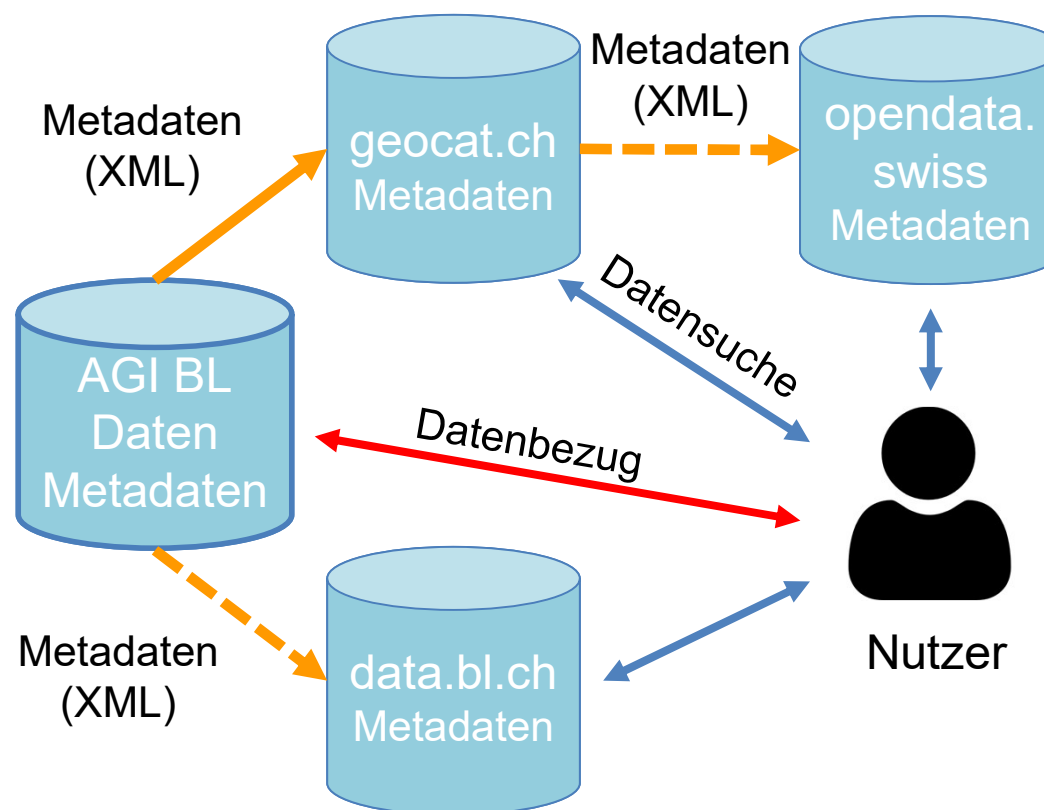 Metadaten
(XML)
geocat.ch
Metadaten
Metadaten
(XML)
opendata.
swiss
Metadaten
AGI BL
Daten
Metadaten
Datensuche
Datenbezug
Nutzer
Metadaten
(XML)
data.bl.ch
Metadaten